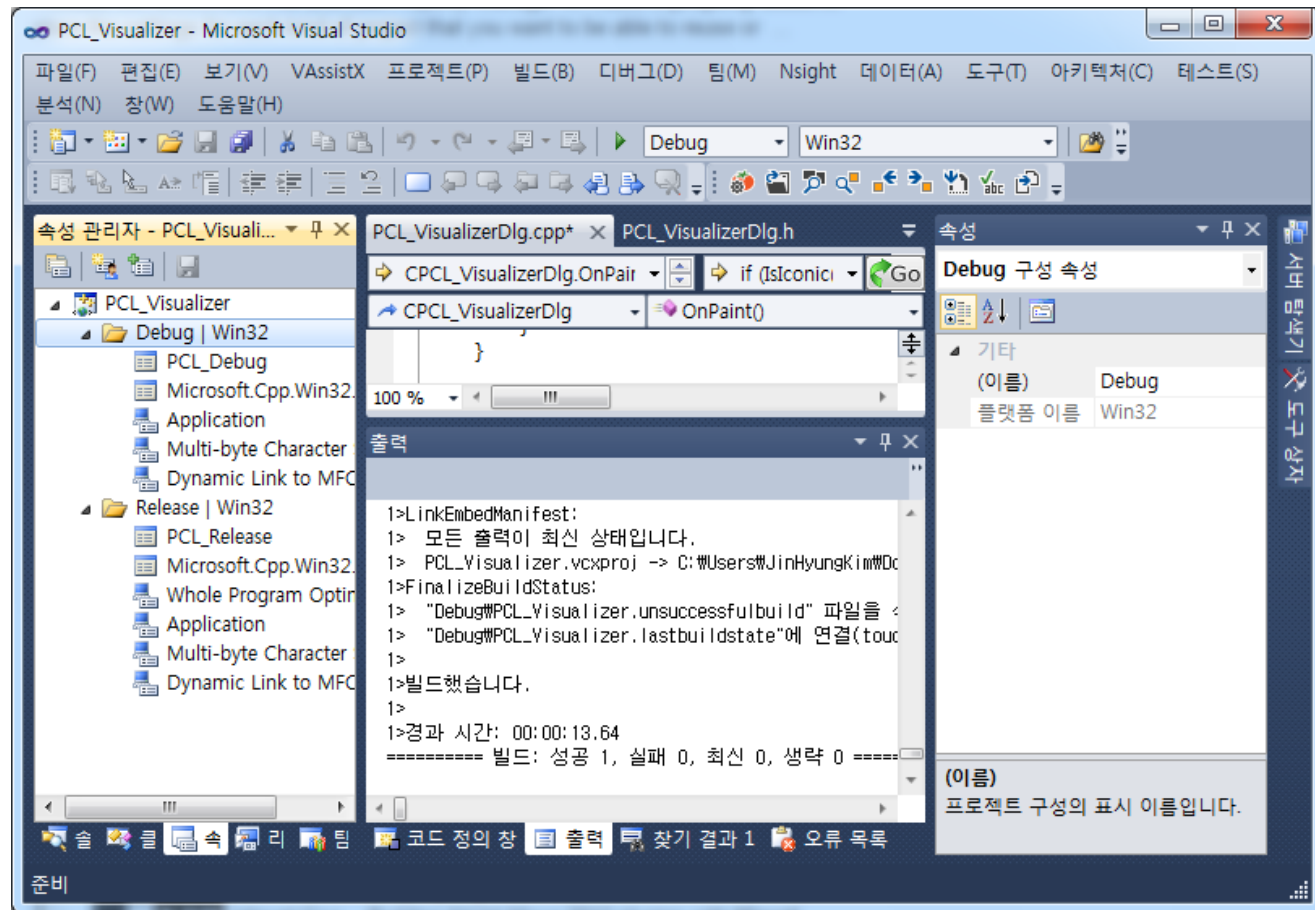 PCL_Visualizer - Microsoft Visual Studio
파일(F) 편집(E) 보기(V) VAssistX 프로젝트(P) 빌드(B) 디버그(D) 팀(M) Nsight 데이터(A) 도구(T) 아키텍처(C) 테스트(S)
분석(N) 창(W) 도움말(H)
Debug Win32
속성 관리자 - PCL_Visuali...
PCL_Visualizer
Debug | Win32
PCL_Debug
Microsoft.Cpp.Win32.
Application
Multi-byte Character
Dynamic Link to MFC
Release | Win32
PCL_Release
Microsoft.Cpp.Win32.
Whole Program Optin
Application
Multi-byte Character
Dynamic Link to MFC
솔 클 속 리 팀
PCL_VisualizerDlg.cpp* PCL_VisualizerDlg.h
CPCL_VisualizerDlg.OnPain if (IsIconic( Go
CPCL_VisualizerDlg OnPaint()
}
100 %
출력
1>LinkEmbedManifest:
1> 모든 출력이 최신 상태입니다.
1> PCL_Visualizer.vcxproj -> C:₩Users₩JinHyungKim₩Do
1>FinalizeBuildStatus:
1> "Debug₩PCL_Visualizer.unsuccessfulbuild" 파일을
1> "Debug₩PCL_Visualizer.lastbuildstate"에 연결(touc
1>
1>빌드했습니다.
1>
1>경과 시간: 00:00:13.64
========== 빌드: 성공 1, 실패 0, 최신 0, 생략 0 =====
코드 정의 창 출력 찾기 결과 1 오류 목록
속성
Debug 구성 속성
기타
(이름) Debug
플랫폼 이름 Win32
(이름)
프로젝트 구성의 표시 이름입니다.
서버 탐색기
도구 상자
준비